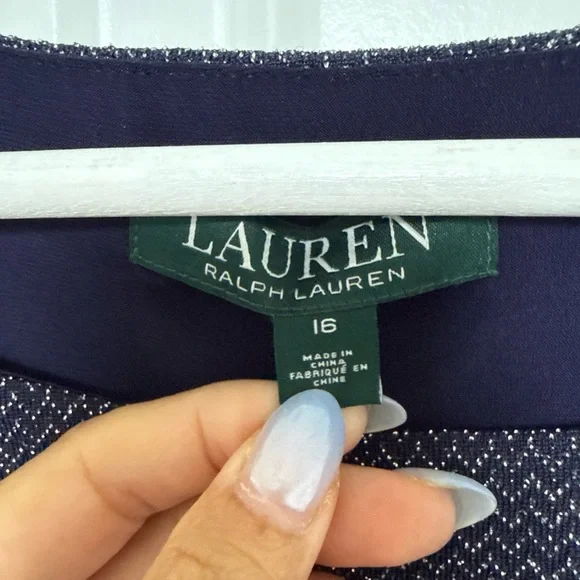 LAUREN
RALPH LAUREN
16
MADE IN
CHINA
FABRIQUÉ EN
CHINE